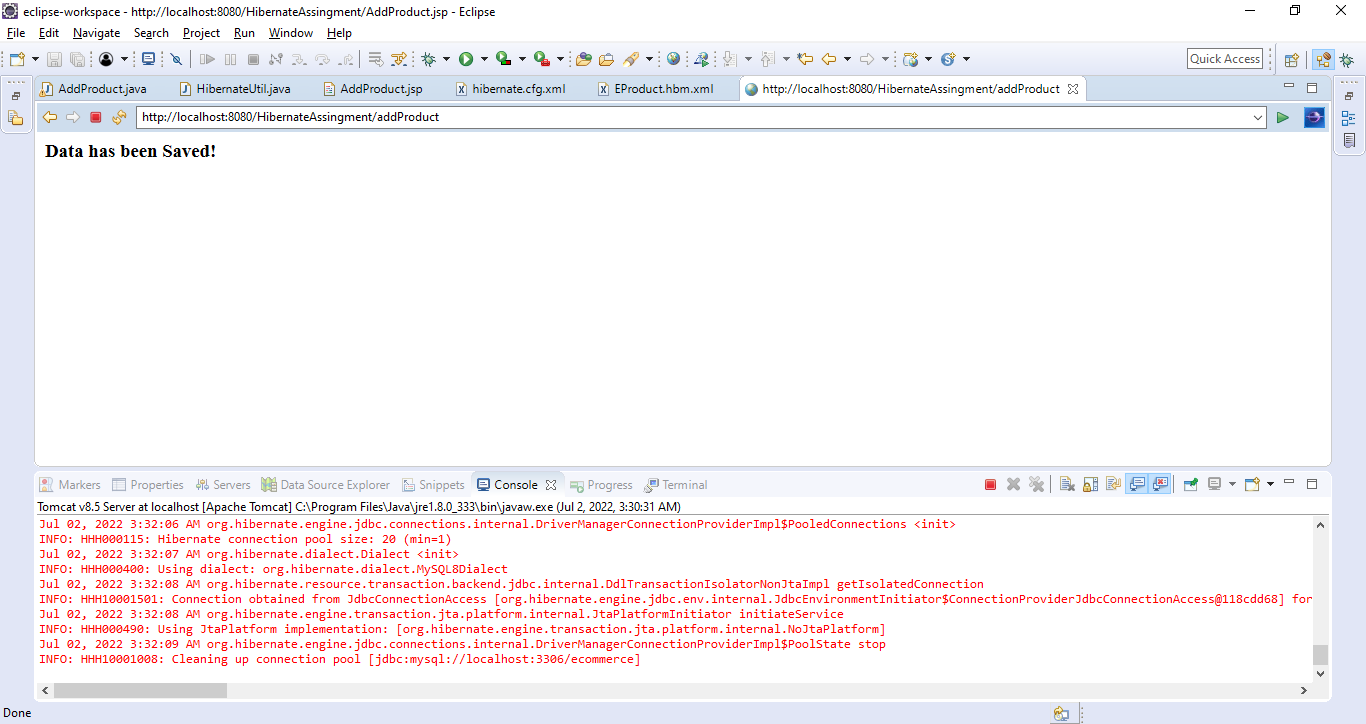 eclipse-workspace - http://localhost:8080/HibernateAssingment/AddProduct.jsp - Eclipse
File Edit Navigate Search Project Run Window Help
Quick Access
AddProduct.java HibernateUtil.java AddProduct.jsp hibernate.cfg.xml EProduct.hbm.xml http://localhost:8080/HibernateAssingment/addProduct
http://localhost:8080/HibernateAssingment/addProduct
Data has been Saved!
Markers Properties Servers Data Source Explorer Snippets Console Progress Terminal
Tomcat v8.5 Server at localhost [Apache Tomcat] C:\Program Files\Java\jre1.8.0_333\bin\javaw.exe (Jul 2, 2022, 3:30:31 AM)
Jul 02, 2022 3:32:06 AM org.hibernate.engine.jdbc.connections.internal.DriverManagerConnectionProviderImpl$PooledConnections <init>
INFO: HHH000115: Hibernate connection pool size: 20 (min=1)
Jul 02, 2022 3:32:07 AM org.hibernate.dialect.Dialect <init>
INFO: HHH000400: Using dialect: org.hibernate.dialect.MySQL8Dialect
Jul 02, 2022 3:32:08 AM org.hibernate.resource.transaction.backend.jdbc.internal.DdlTransactionIsolatorNonJtaImpl getIsolatedConnection
INFO: HHH10001501: Connection obtained from JdbcConnectionAccess [org.hibernate.engine.jdbc.env.internal.JdbcEnvironmentInitiator$ConnectionProviderJdbcConnectionAccess@118cdd68] for
Jul 02, 2022 3:32:08 AM org.hibernate.engine.transaction.jta.platform.internal.JtaPlatformInitiator initiateService
INFO: HHH000490: Using JtaPlatform implementation: [org.hibernate.engine.transaction.jta.platform.internal.NoJtaPlatform]
Jul 02, 2022 3:32:09 AM org.hibernate.engine.jdbc.connections.internal.DriverManagerConnectionProviderImpl$PoolState stop
INFO: HHH10001008: Cleaning up connection pool [jdbc:mysql://localhost:3306/ecommerce]
Done